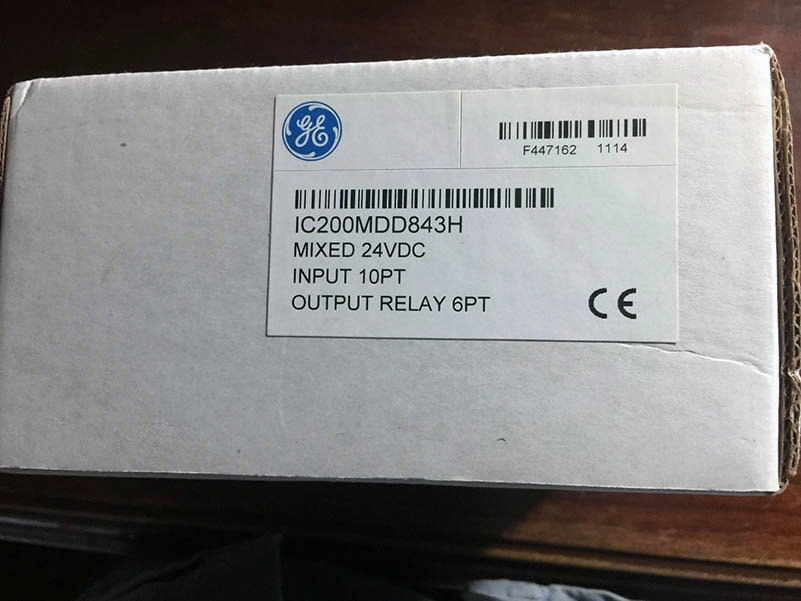 GE
F447162 1114
IC200MDD843H
MIXED 24VDC
INPUT 10PT
OUTPUT RELAY 6PT
CE